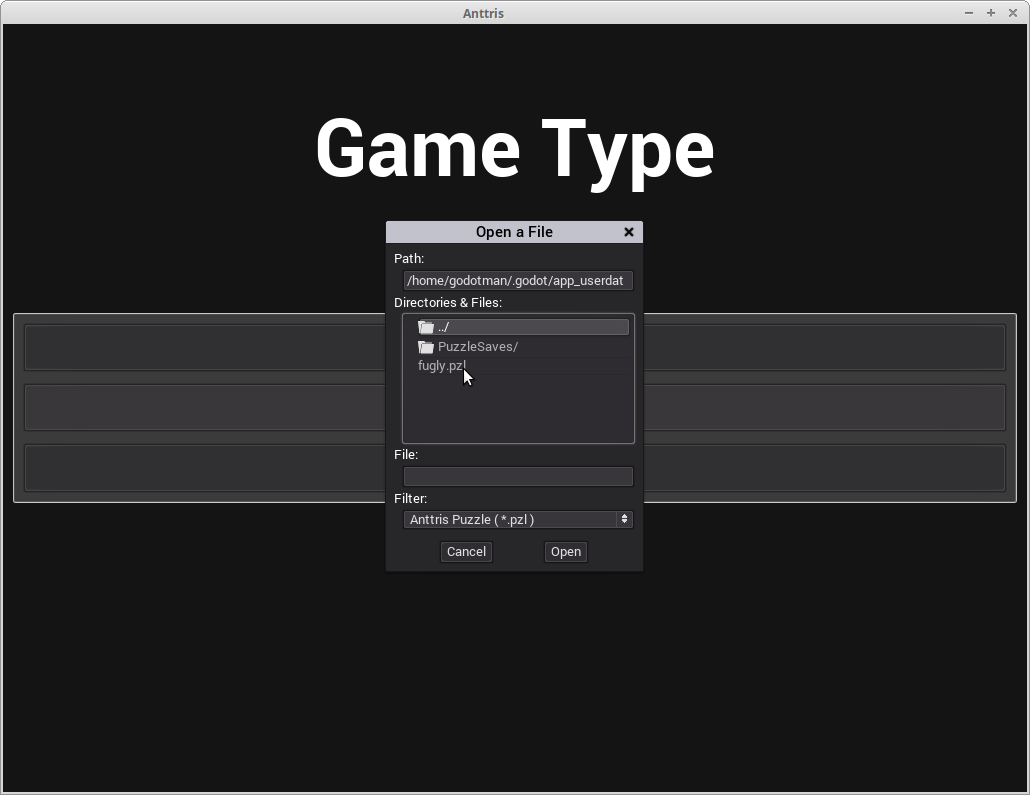 Anttris
Game Type
Open a File
Path:
/home/godotman/.godot/app_userdat
Directories & Files:
../
PuzzleSaves/
fugly.pzl
File:
Filter:
Anttris Puzzle ( *.pzl )
Cancel
Open